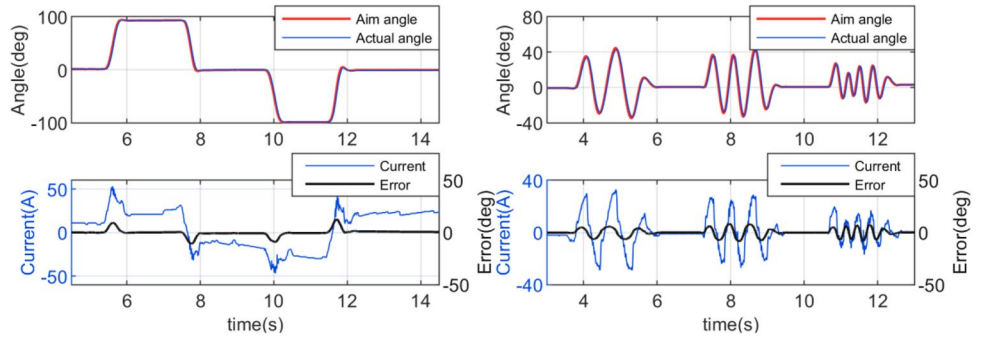 100
0
-100
Angle(deg)
6
8
10
12
14
Aim angle
Actual angle
80
40
0
-40
Angle(deg)
4
6
8
10
12
Aim angle
Actual angle
50
0
-50
Current(A)
Current
Error
50
0
-50
Error(deg)
6
8
10
12
14
time(s)
40
0
-40
Current(A)
Current
Error
50
0
-50
Error(deg)
4
6
8
10
12
time(s)